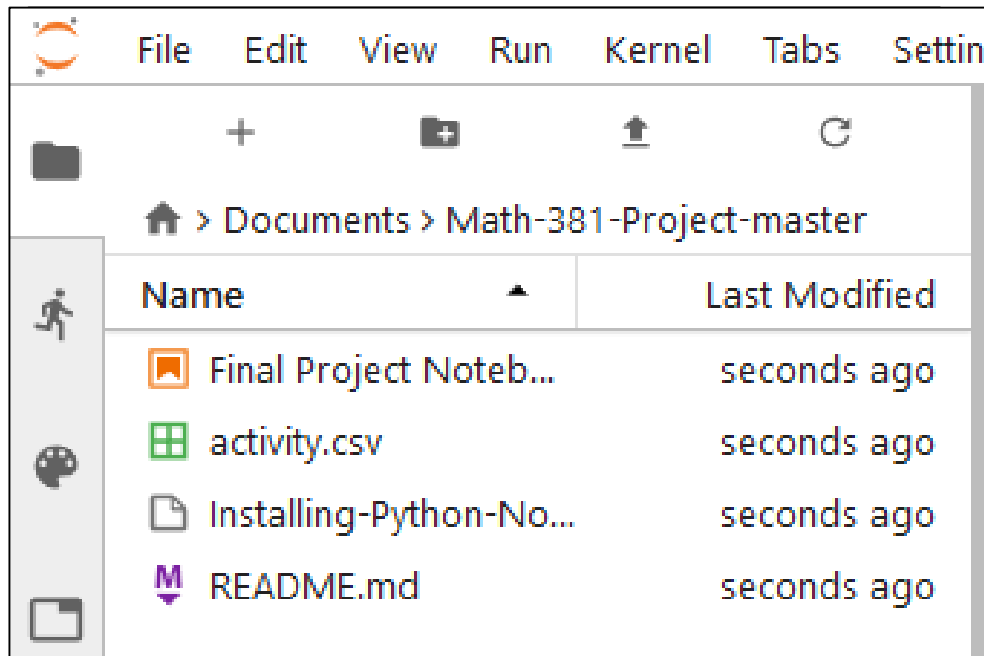 File Edit View Run Kernel Tabs Settin
> Documents > Math-381-Project-master
Name Last Modified
Final Project Noteb... seconds ago
activity.csv seconds ago
Installing-Python-No... seconds ago
M README.md seconds ago